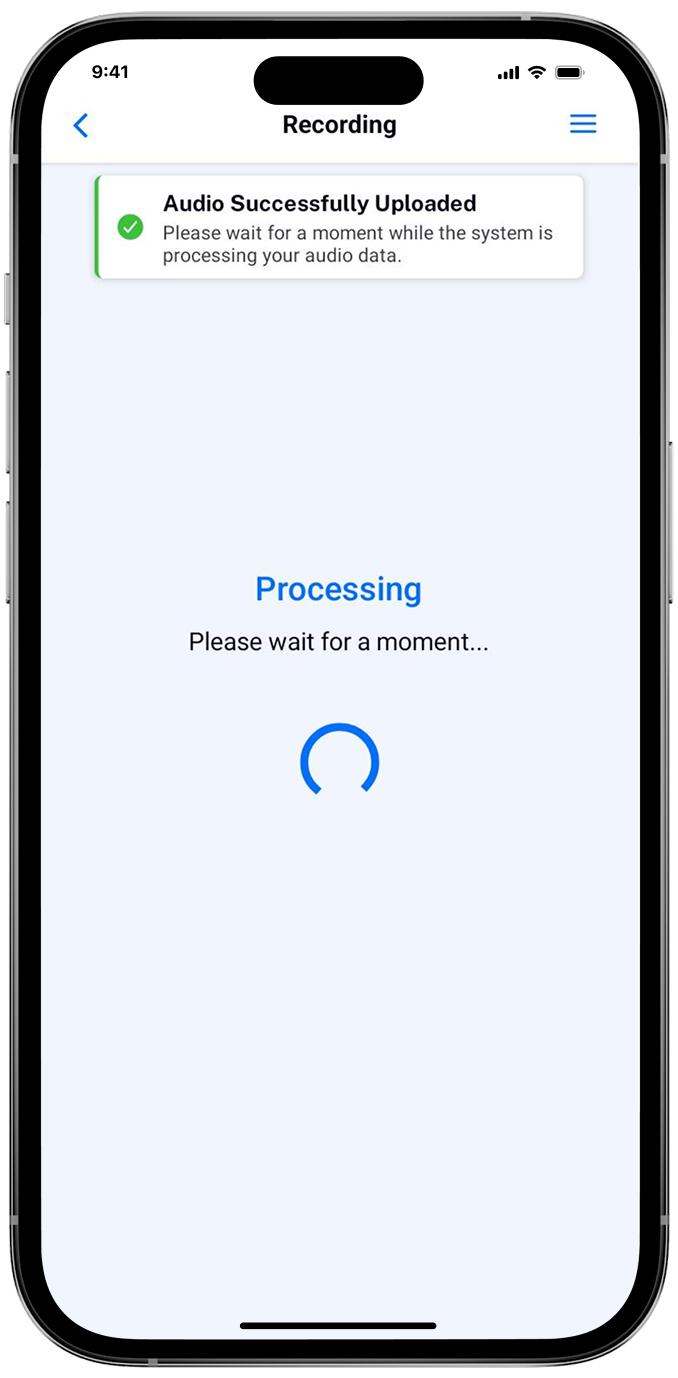 9:41
Recording
Audio Successfully Uploaded
Please wait for a moment while the system is
processing your audio data.
Processing
Please wait for a moment...